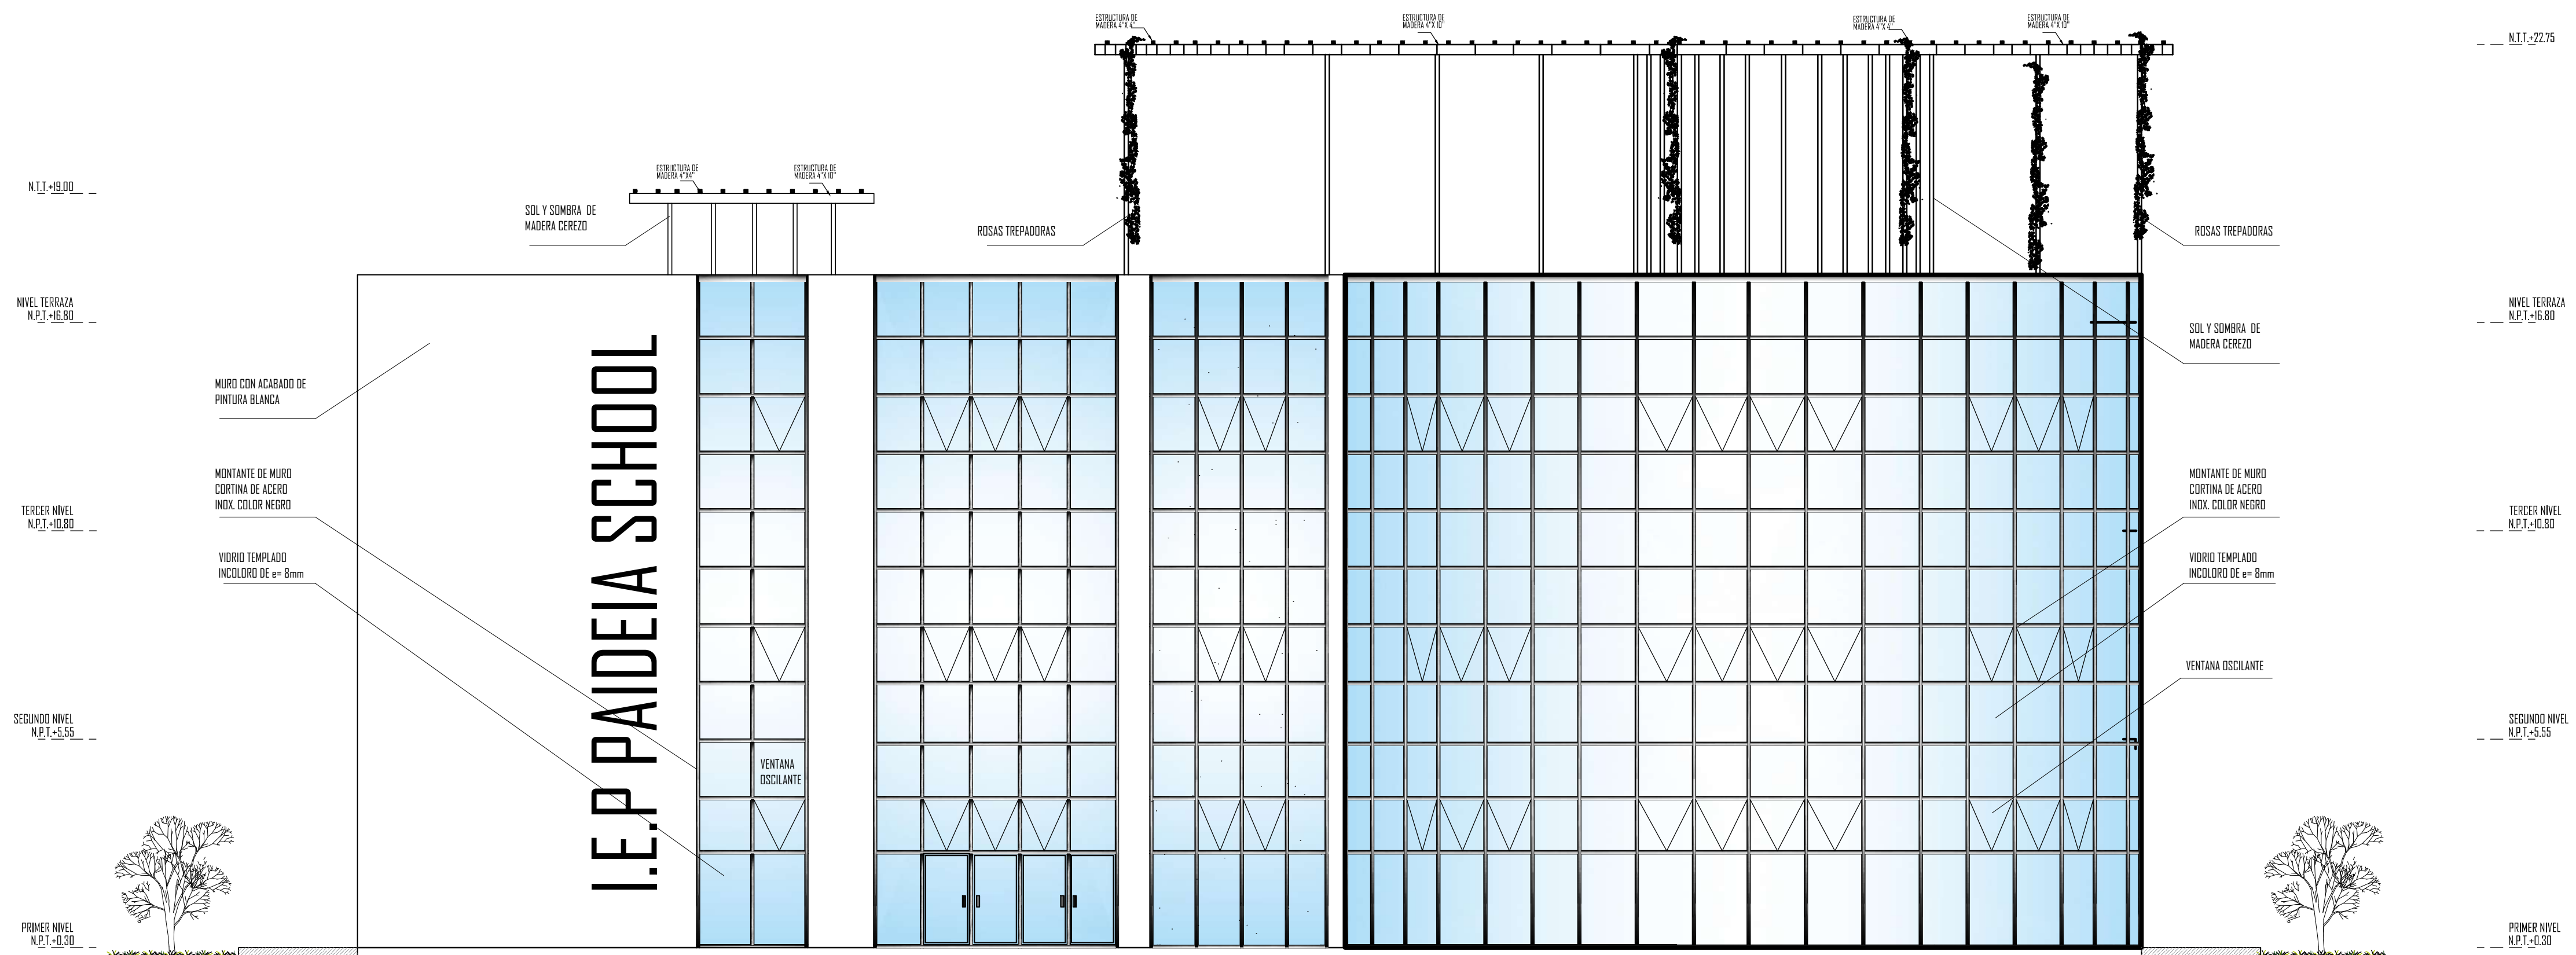 ESTRUCTURA DE
MADERA 4"X 4"
ESTRUCTURA DE
MADERA 4"X 10"
ESTRUCTURA DE
MADERA 4"X 4"
ESTRUCTURA DE
MADERA 4"X 10"
N.T.T.+22.75
N.T.T.+19.00
ESTRUCTURA DE
MADERA 4"X4"
ESTRUCTURA DE
MADERA 4"X 10"
SOL Y SOMBRA DE
MADERA CEREZO
ROSAS TREPADORAS
ROSAS TREPADORAS
NIVEL TERRAZA
N.P.T.+16.80
NIVEL TERRAZA
N.P.T.+16.80
SOL Y SOMBRA DE
MADERA CEREZO
MURO CON ACABADO DE
PINTURA BLANCA
I.E.P PAIDEIA SCHOOL
MONTANTE DE MURO
CORTINA DE ACERO
INOX. COLOR NEGRO
MONTANTE DE MURO
CORTINA DE ACERO
INOX. COLOR NEGRO
TERCER NIVEL
N.P.T.+10.80
TERCER NIVEL
N.P.T.+10.80
VIDRIO TEMPLADO
INCOLORO DE e= 8mm
VIDRIO TEMPLADO
INCOLORO DE e= 8mm
VENTANA OSCILANTE
SEGUNDO NIVEL
N.P.T.+5.55
SEGUNDO NIVEL
N.P.T.+5.55
VENTANA
OSCILANTE
PRIMER NIVEL
N.P.T.+0.30
PRIMER NIVEL
N.P.T.+0.30